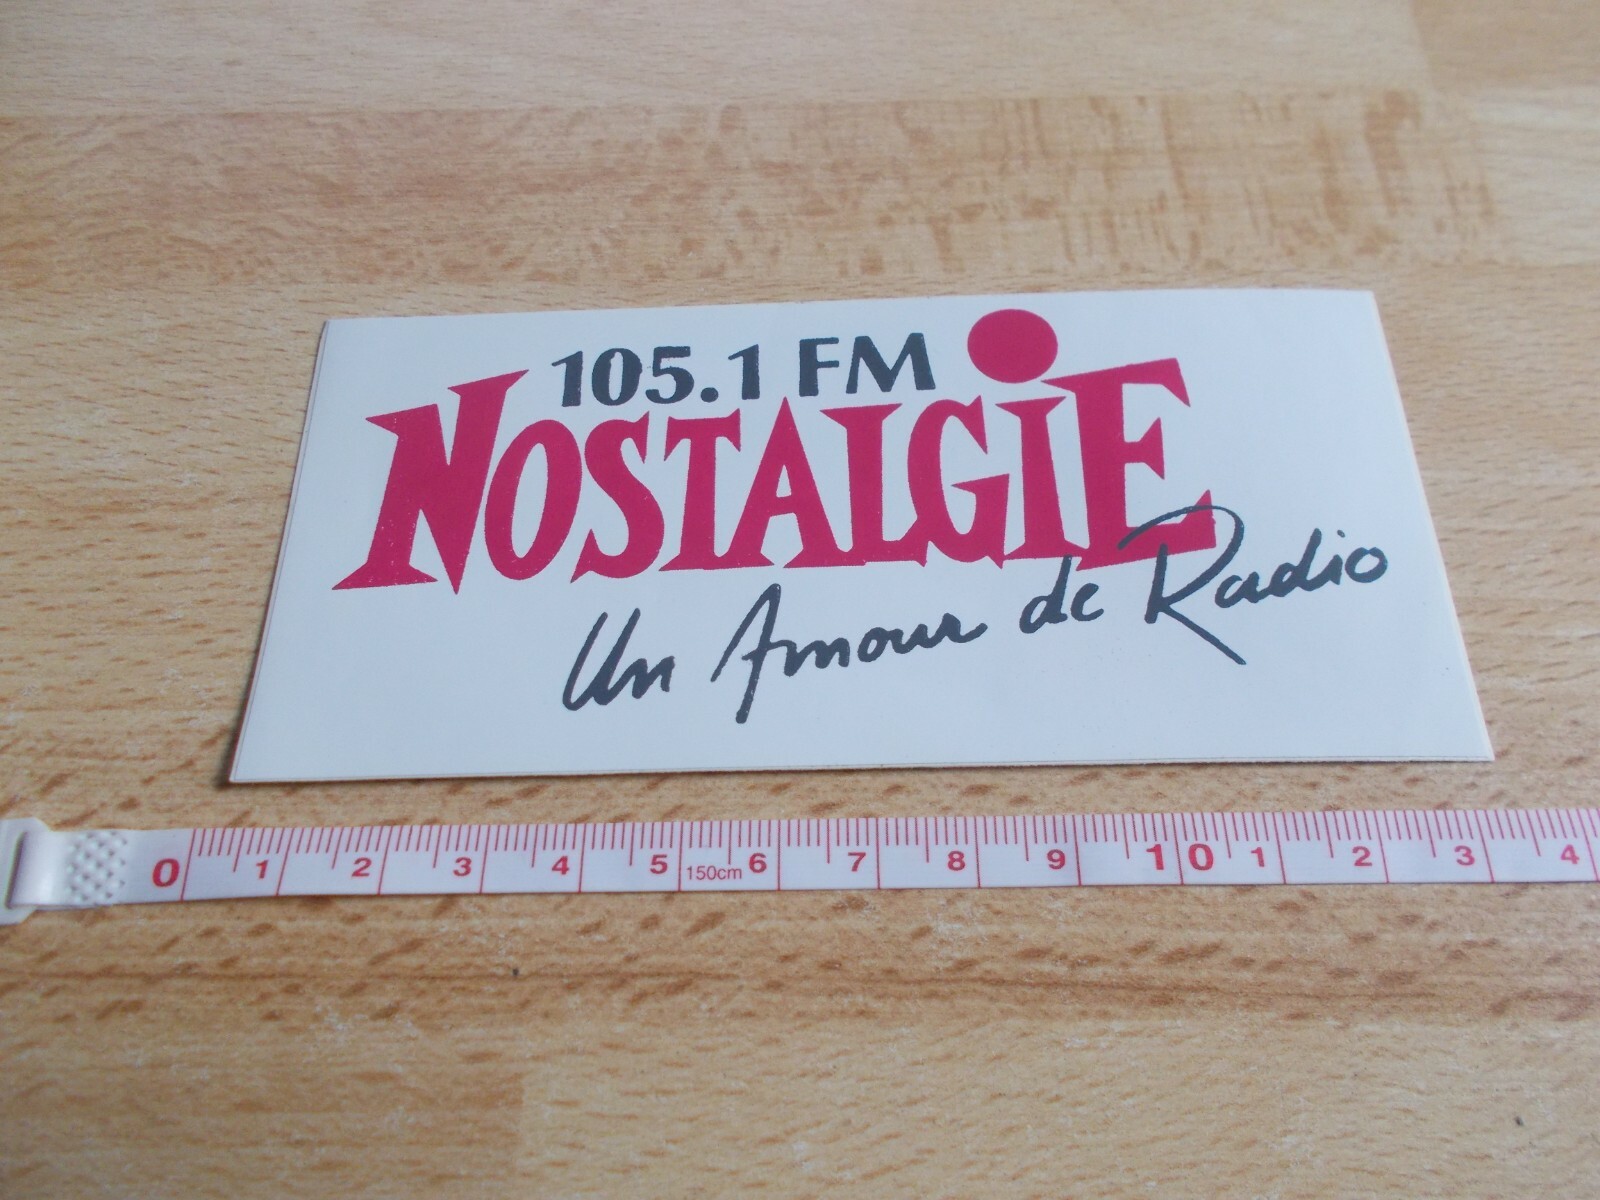 105.1 FM
NOSTALGiE
Un Amour de Radio
0 1 2 3 4 5 150cm 6 7 8 9 10 1 2 3 4